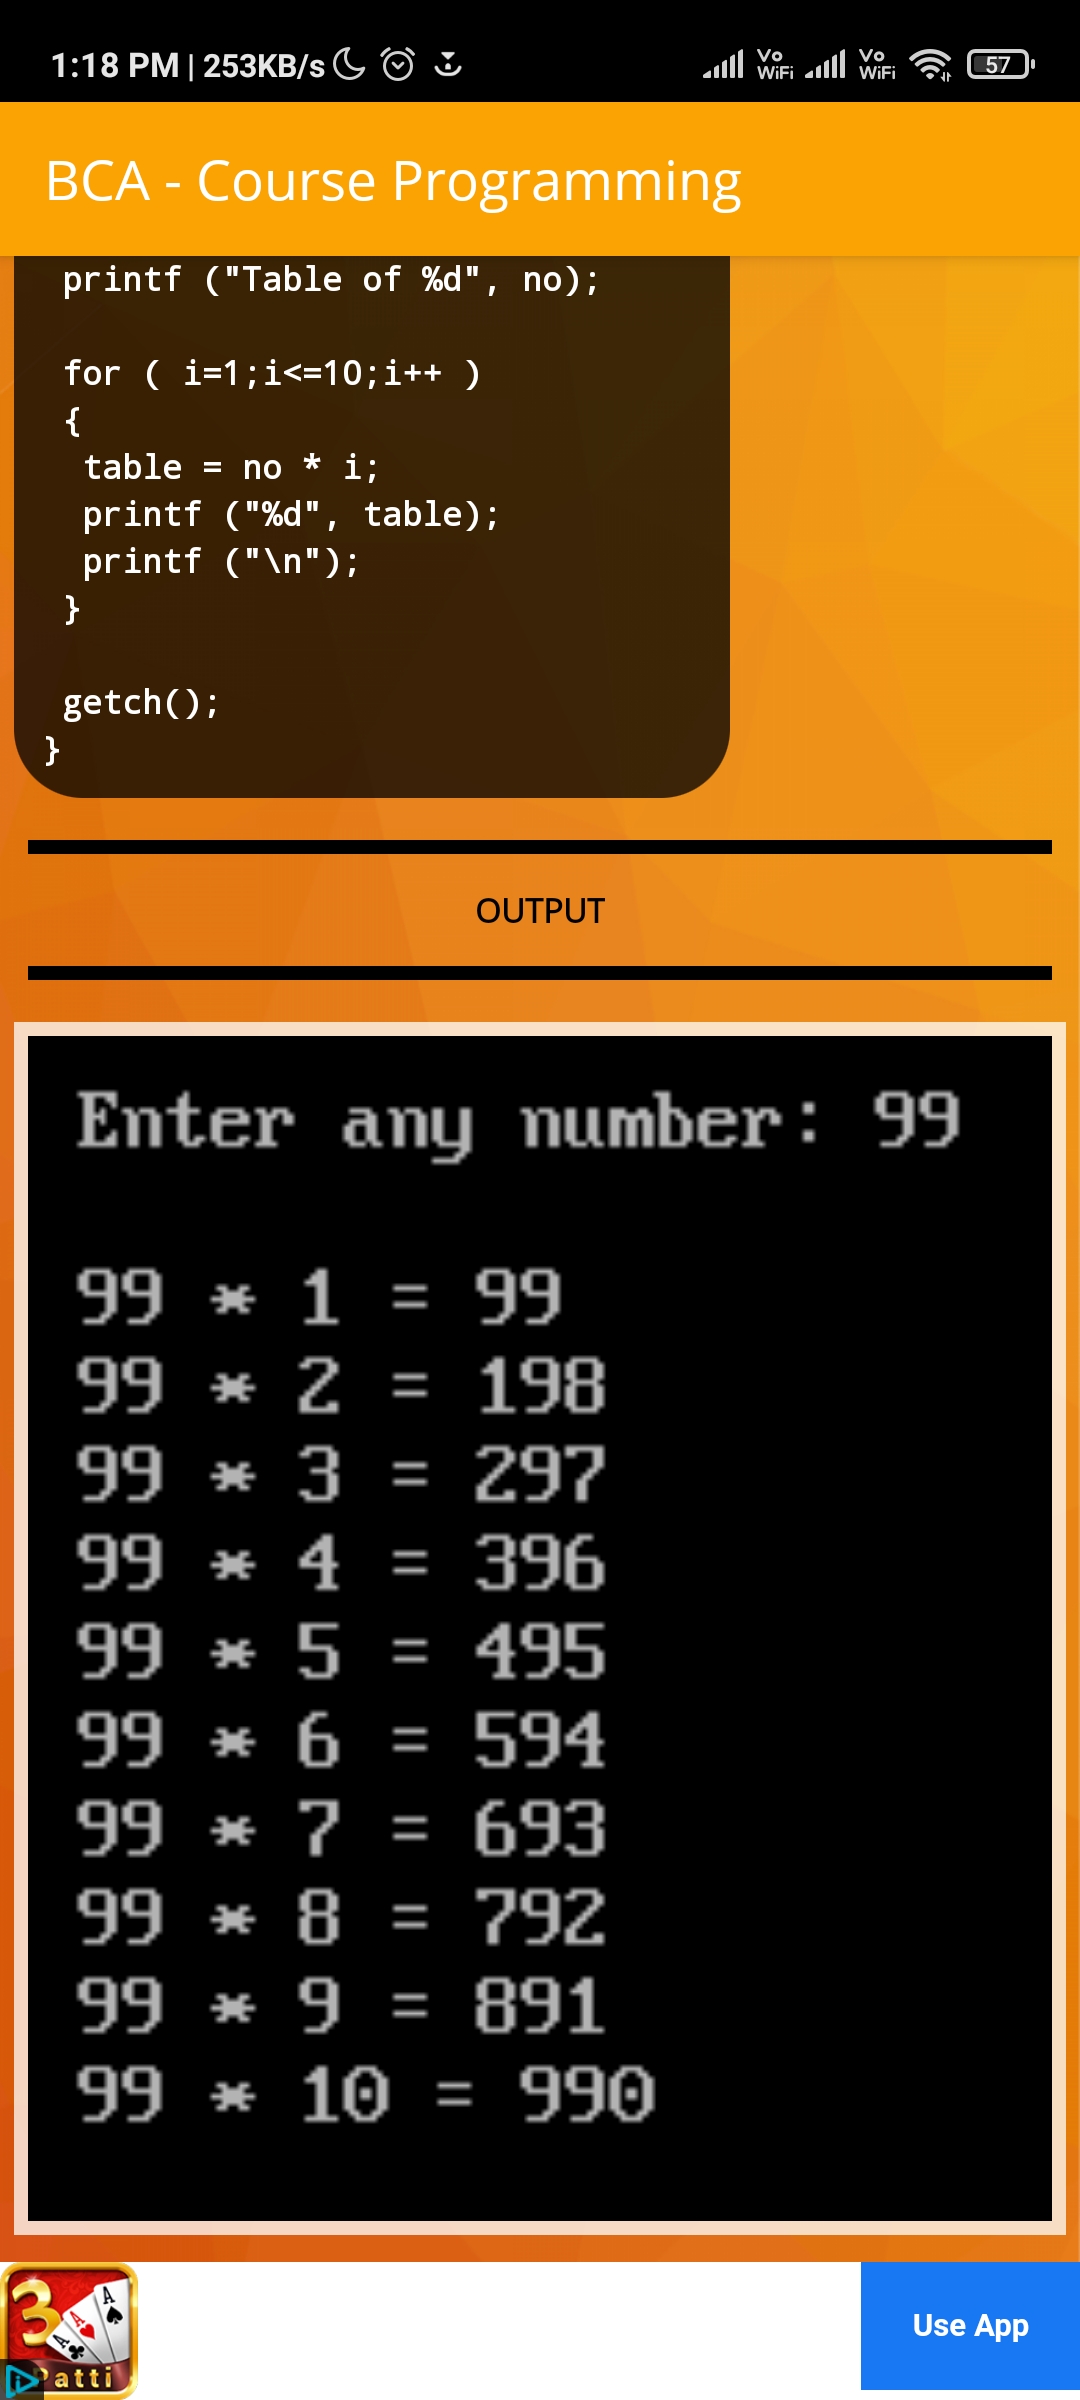 1:18 PM | 253KB/s Vo WiFi Vo WiFi 57
BCA - Course Programming
printf ("Table of %d", no);
for ( i=1;i<=10;i++ )
{
table = no * i;
printf ("%d", table);
printf ("\n");
}
getch();
}
OUTPUT
Enter any number: 99
99 * 1 = 99
99 * 2 = 198
99 * 3 = 297
99 * 4 = 396
99 * 5 = 495
99 * 6 = 594
99 * 7 = 693
99 * 8 = 792
99 * 9 = 891
99 * 10 = 990
3 A A A
Patti
Use App